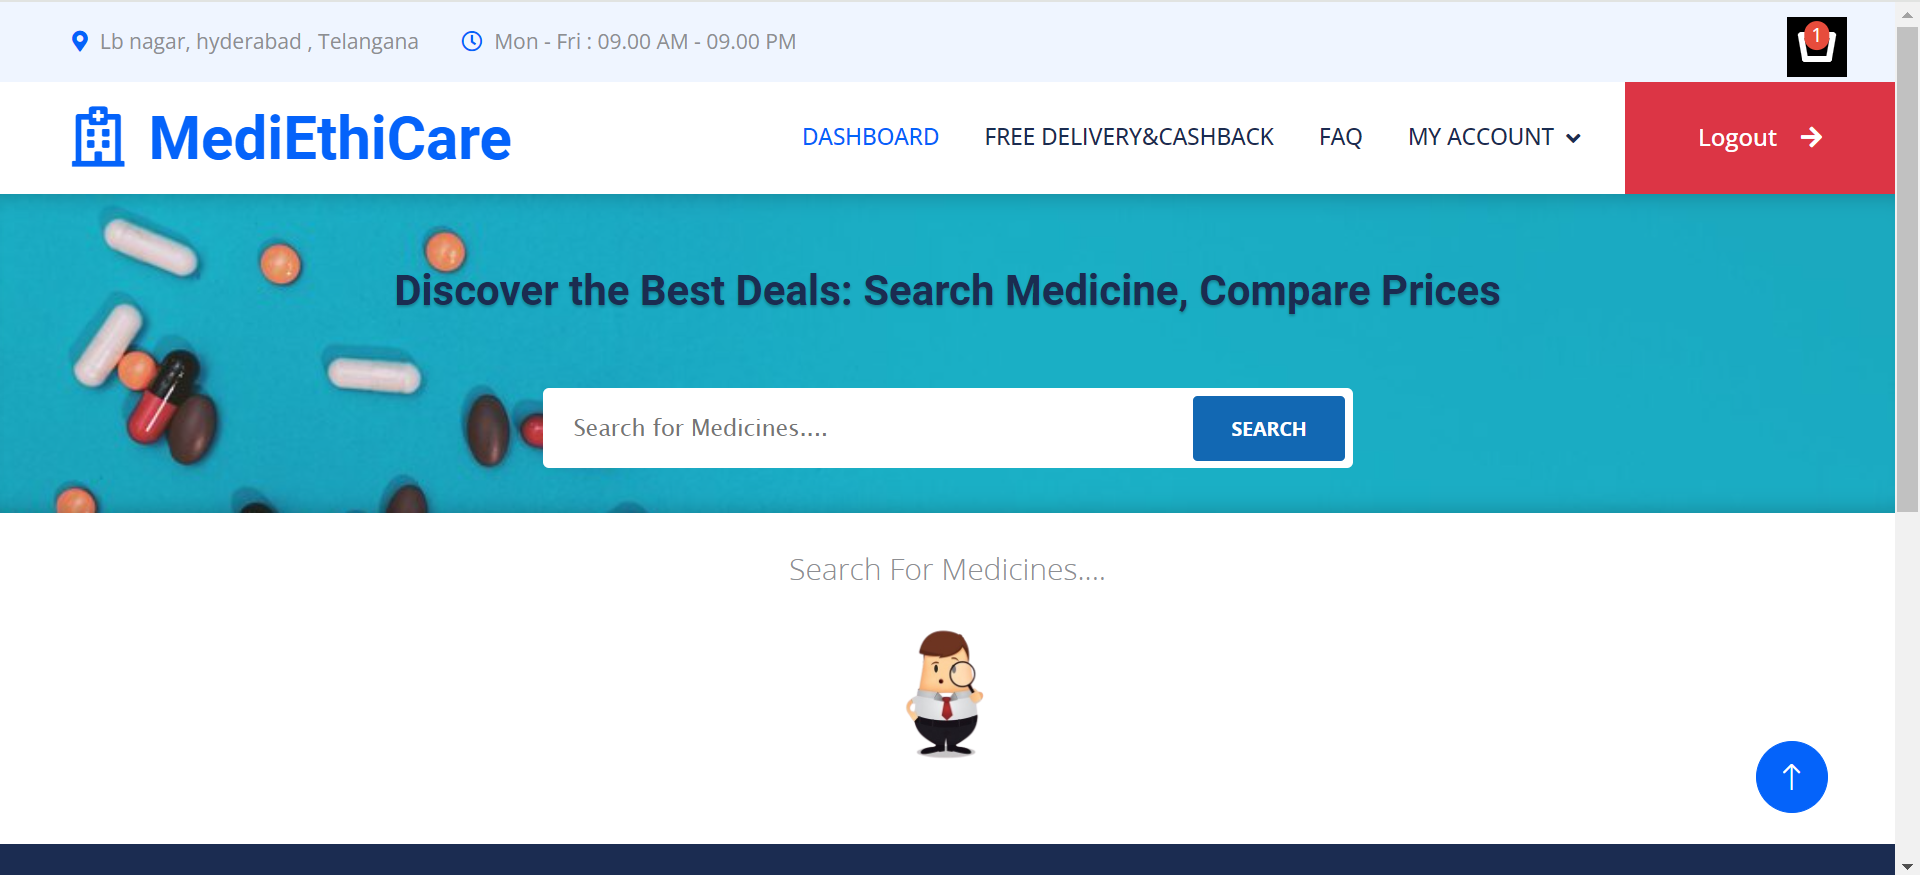 Lb nagar, hyderabad , Telangana
Mon - Fri : 09.00 AM - 09.00 PM
1
MediEthiCare
DASHBOARD
FREE DELIVERY&CASHBACK
FAQ
MY ACCOUNT
Logout
Discover the Best Deals: Search Medicine, Compare Prices
Search for Medicines....
SEARCH
Search For Medicines....